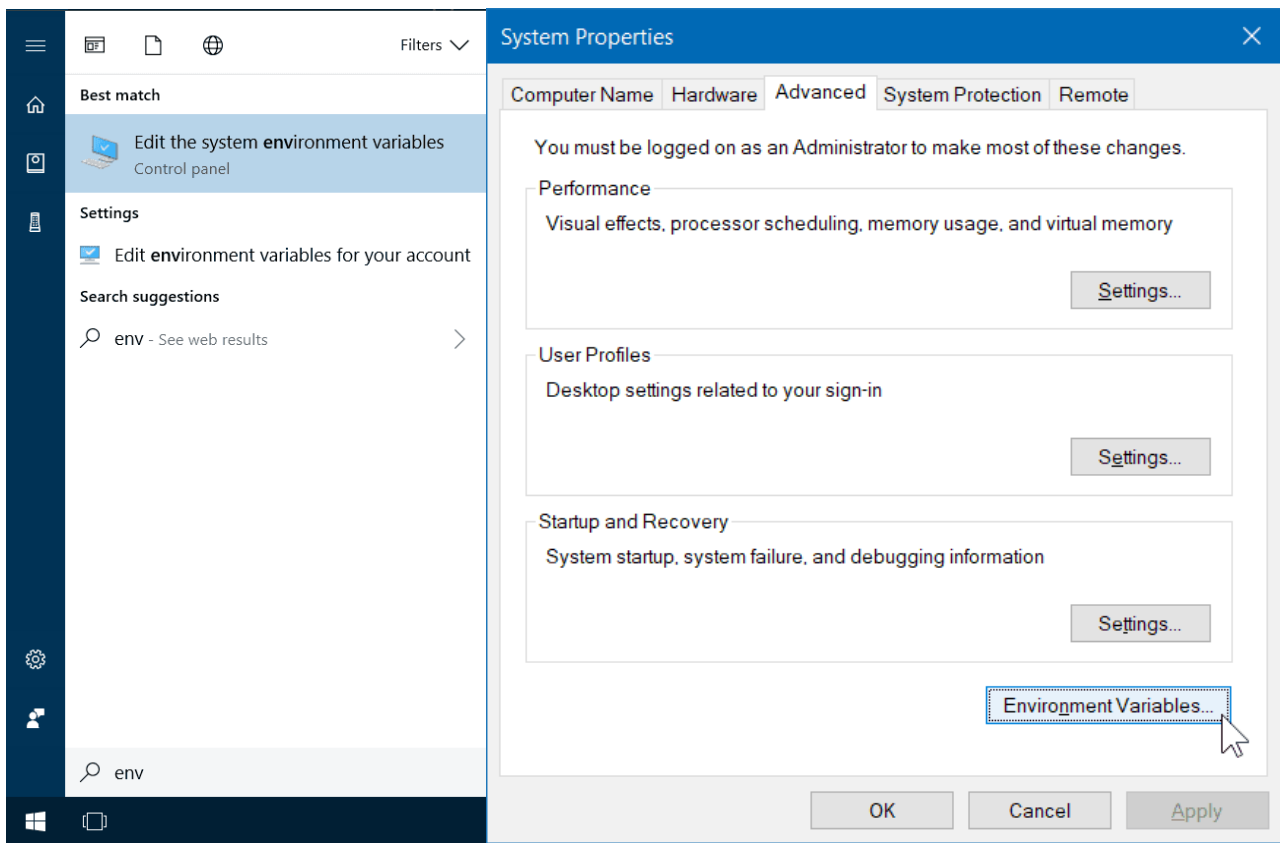 Filters
Best match
Edit the system environment variables
Control panel
Settings
Edit environment variables for your account
Search suggestions
env - See web results
env
System Properties
Computer Name Hardware Advanced System Protection Remote
You must be logged on as an Administrator to make most of these changes.
Performance
Visual effects, processor scheduling, memory usage, and virtual memory
Settings...
User Profiles
Desktop settings related to your sign-in
Settings...
Startup and Recovery
System startup, system failure, and debugging information
Settings...
Environment Variables...
OK Cancel Apply